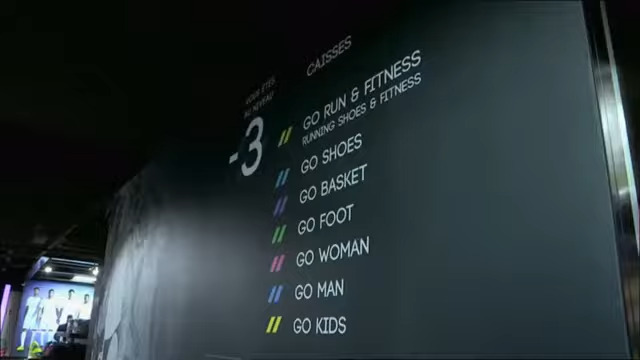 CAISSES
VOUS ETES
AU NIVEAU
-3
GO RUN & FITNESS
RUNNING SHOES & FITNESS
GO SHOES
GO BASKET
GO FOOT
GO WOMAN
GO MAN
GO KIDS